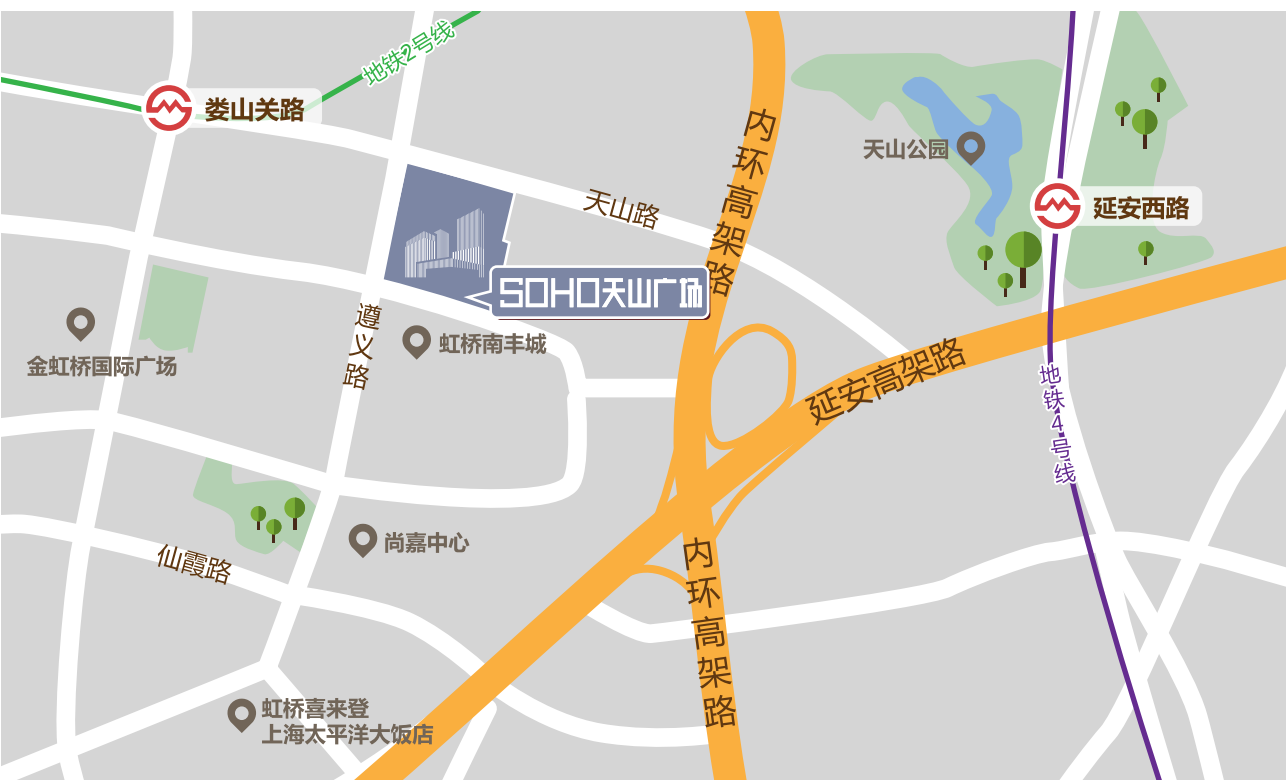 地铁2号线
娄山关路
内环高架路
天山公园
天山路
延安西路
SOHO天山广场
遵义路
虹桥南丰城
金虹桥国际广场
延安高架路
地铁4号线
仙霞路
尚嘉中心
内环高架路
虹桥喜来登
上海太平洋大饭店